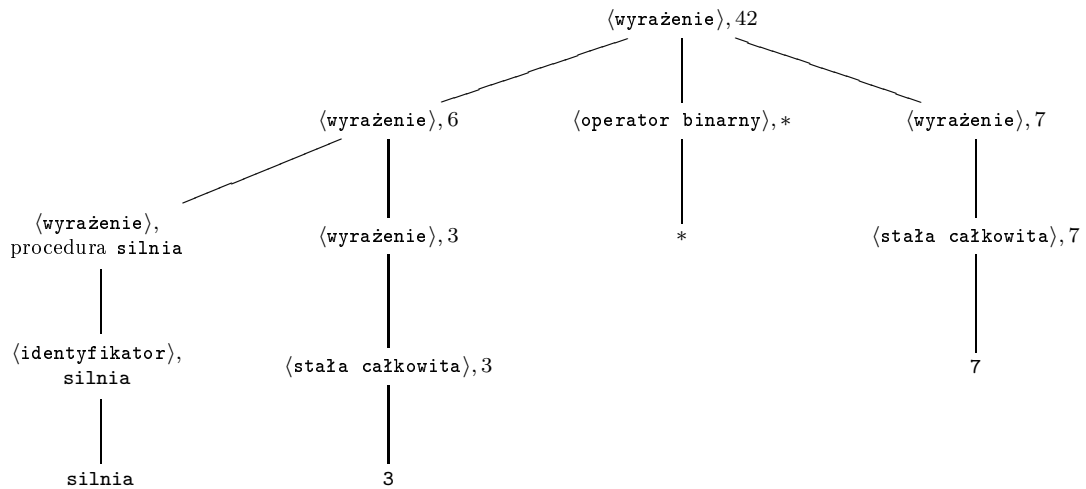 ⟨wyrażenie⟩, 42
⟨wyrażenie⟩, 6
⟨operator binarny⟩, *
⟨wyrażenie⟩, 7
⟨wyrażenie⟩,
procedura silnia
⟨wyrażenie⟩, 3
*
⟨stała całkowita⟩, 7
⟨identyfikator⟩,
silnia
⟨stała całkowita⟩, 3
7
silnia
3